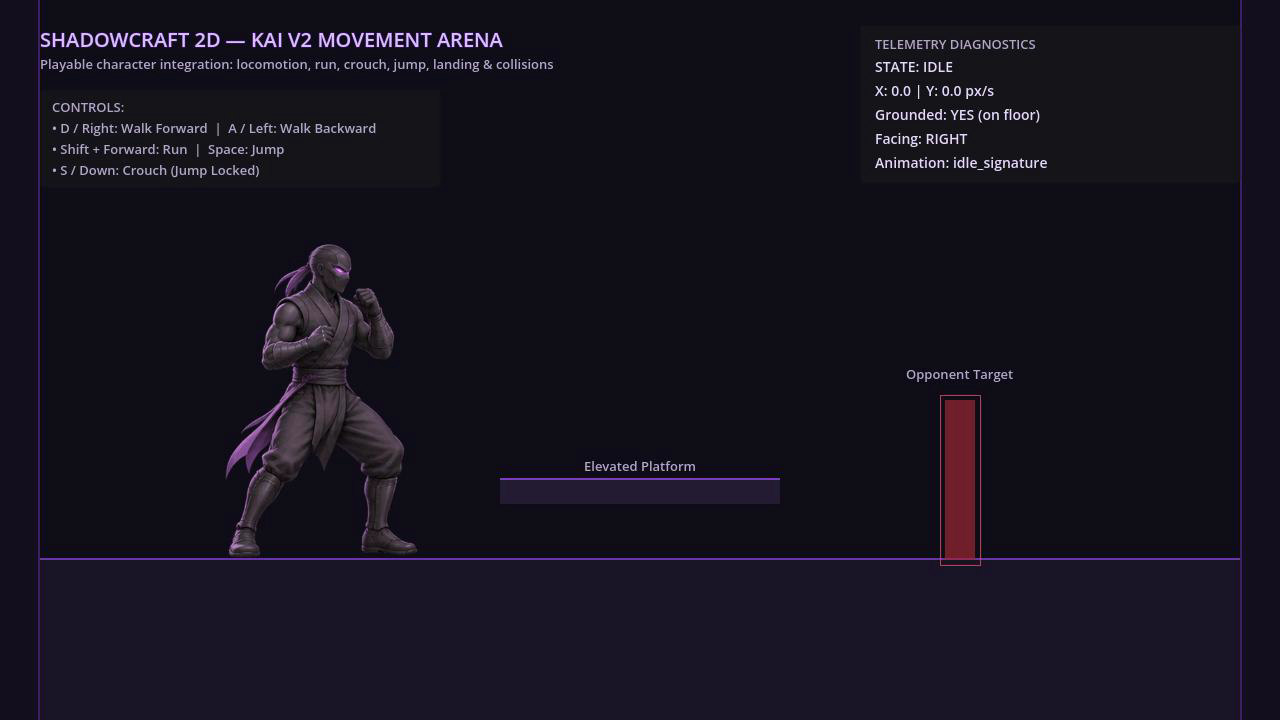 SHADOWCRAFT 2D — KAI V2 MOVEMENT ARENA
Playable character integration: locomotion, run, crouch, jump, landing & collisions
CONTROLS:
• D / Right: Walk Forward  |  A / Left: Walk Backward
• Shift + Forward: Run  |  Space: Jump
• S / Down: Crouch (Jump Locked)
TELEMETRY DIAGNOSTICS
STATE: IDLE
X: 0.0 | Y: 0.0 px/s
Grounded: YES (on floor)
Facing: RIGHT
Animation: idle_signature
Opponent Target
Elevated Platform